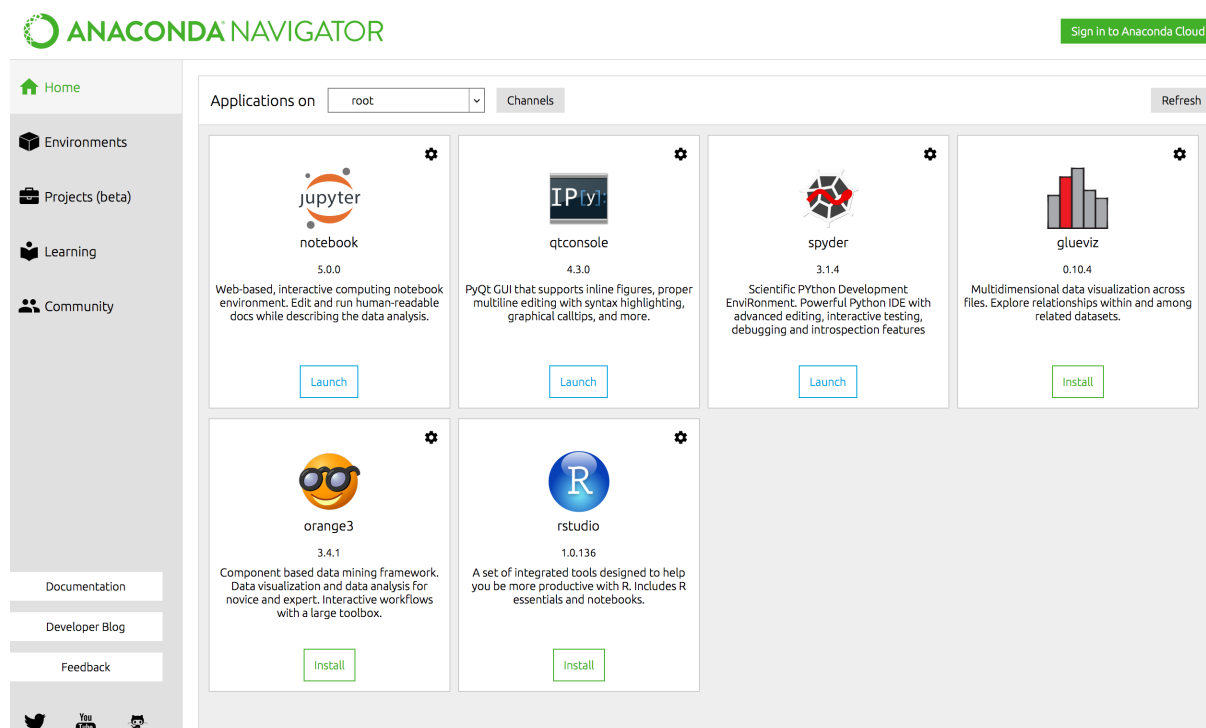 ANACONDA NAVIGATOR
Sign in to Anaconda Cloud
Home
Environments
Projects (beta)
Learning
Community
Documentation
Developer Blog
Feedback
You
Tube
Applications on
root
Channels
Refresh
jupyter
notebook
5.0.0
Web-based, interactive computing notebook
environment. Edit and run human-readable
docs while describing the data analysis.
Launch
IP[y]:
qtconsole
4.3.0
PyQt GUI that supports inline figures, proper
multiline editing with syntax highlighting,
graphical calltips, and more.
Launch
spyder
3.1.4
Scientific PYthon Development
EnviRonment. Powerful Python IDE with
advanced editing, interactive testing,
debugging and introspection features
Launch
glueviz
0.10.4
Multidimensional data visualization across
files. Explore relationships within and among
related datasets.
Install
orange3
3.4.1
Component based data mining framework.
Data visualization and data analysis for
novice and expert. Interactive workflows
with a large toolbox.
Install
R
rstudio
1.0.136
A set of integrated tools designed to help
you be more productive with R. Includes R
essentials and notebooks.
Install